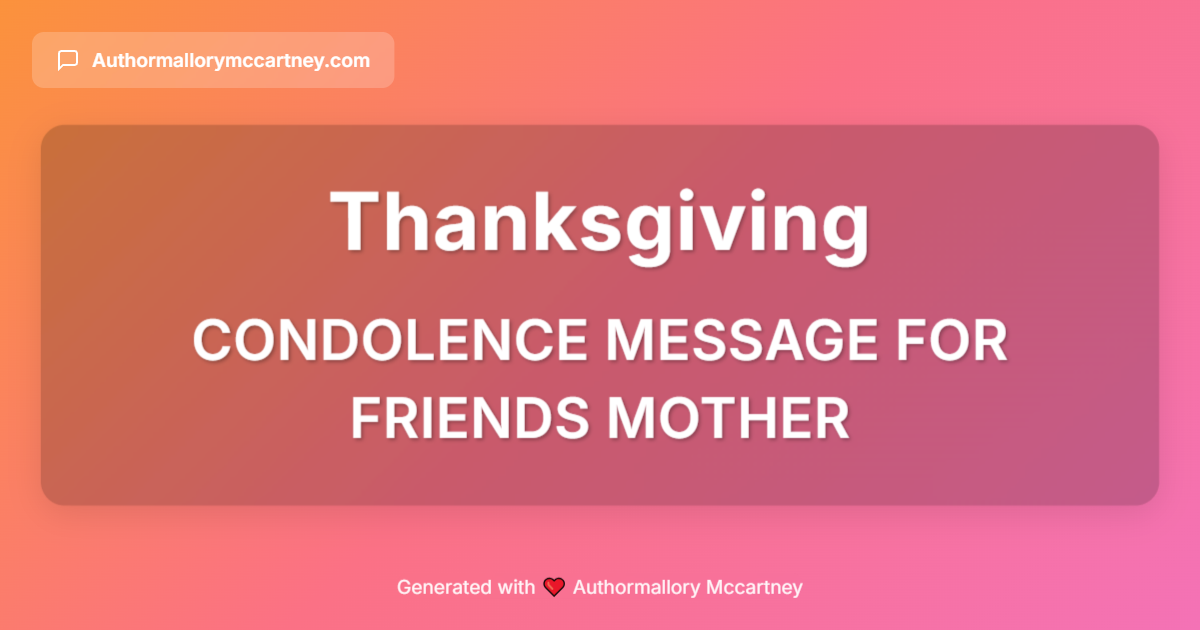 Authormallorymccartney.com
Thanksgiving
CONDOLENCE MESSAGE FOR
FRIENDS MOTHER
Generated with ❤️ Authormallory Mccartney